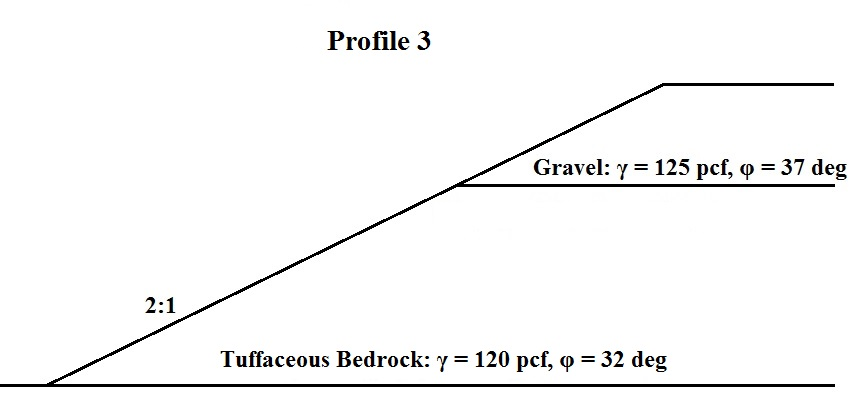 Profile 3
Gravel: γ = 125 pcf, φ = 37 deg
2:1
Tuffaceous Bedrock: γ = 120 pcf, φ = 32 deg